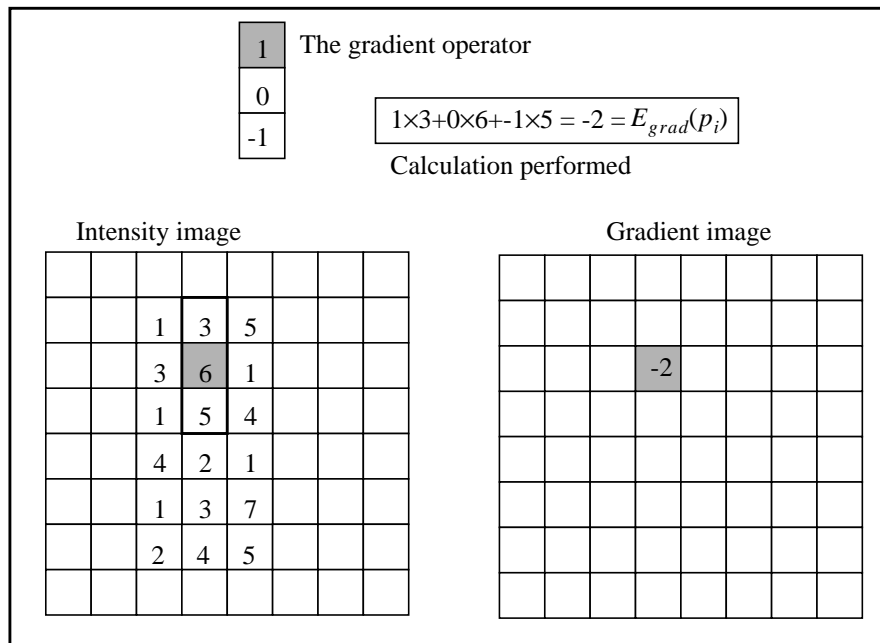 1 The gradient operator
0
-1
1×3+0×6+-1×5 = -2 = E_grad(p_i)
Calculation performed
Intensity image
1 3 5
3 6 1
1 5 4
4 2 1
1 3 7
2 4 5
Gradient image
-2